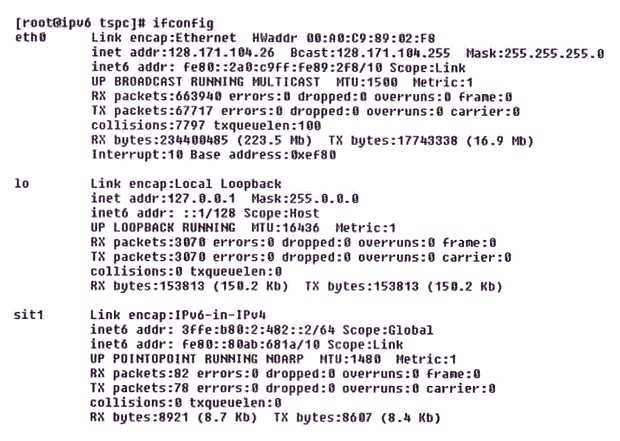 [root@ipv6 tspc]# ifconfig
eth0 Link encap:Ethernet HWaddr 00:A0:C9:89:02:F8
inet addr:128.171.104.26 Bcast:128.171.104.255 Mask:255.255.255.0
inet6 addr: fe80::2a0:c9ff:fe89:2f8/10 Scope:Link
UP BROADCAST RUNNING MULTICAST MTU:1500 Metric:1
RX packets:663940 errors:0 dropped:0 overruns:0 frame:0
TX packets:67717 errors:0 dropped:0 overruns:0 carrier:0
collisions:7797 txqueuelen:100
RX bytes:234400485 (223.5 Mb) TX bytes:17743338 (16.9 Mb)
Interrupt:10 Base address:0xef80
lo Link encap:Local Loopback
inet addr:127.0.0.1 Mask:255.0.0.0
inet6 addr: ::1/128 Scope:Host
UP LOOPBACK RUNNING MTU:16436 Metric:1
RX packets:3070 errors:0 dropped:0 overruns:0 frame:0
TX packets:3070 errors:0 dropped:0 overruns:0 carrier:0
collisions:0 txqueuelen:0
RX bytes:153813 (150.2 Kb) TX bytes:153813 (150.2 Kb)
sit1 Link encap:IPv6-in-IPv4
inet6 addr: 3ffe:b80:2:482::2/64 Scope:Global
inet6 addr: fe80::80ab:681a/10 Scope:Link
UP POINTOPOINT RUNNING NOARP MTU:1480 Metric:1
RX packets:82 errors:0 dropped:0 overruns:0 frame:0
TX packets:78 errors:0 dropped:0 overruns:0 carrier:0
collisions:0 txqueuelen:0
RX bytes:8921 (8.7 Kb) TX bytes:8607 (8.4 Kb)